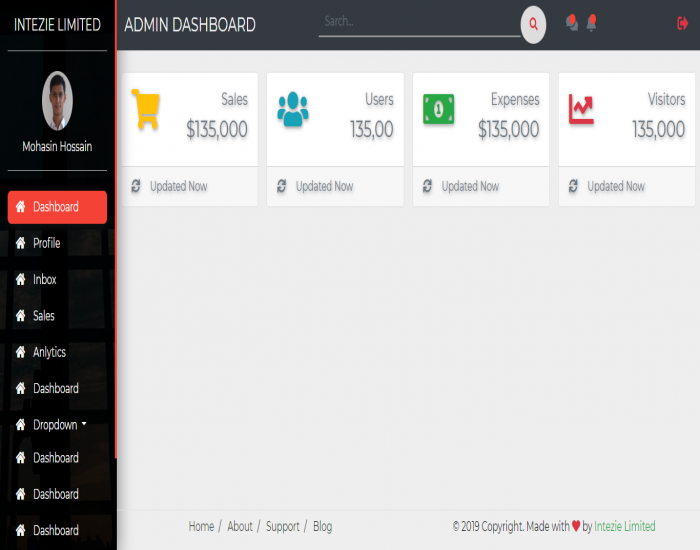 INTEZIE LIMITED
Mohasin Hossain
Dashboard
Profile
Inbox
Sales
Anlytics
Dashboard
Dropdown
Dashboard
Dashboard
Dashboard
ADMIN DASHBOARD
Sarch...
Sales
$135,000
Updated Now
Users
135,00
Updated Now
Expenses
$135,000
Updated Now
Visitors
135,000
Updated Now
Home / About / Support / Blog
© 2019 Copyright. Made with ♥ by Intezie Limited